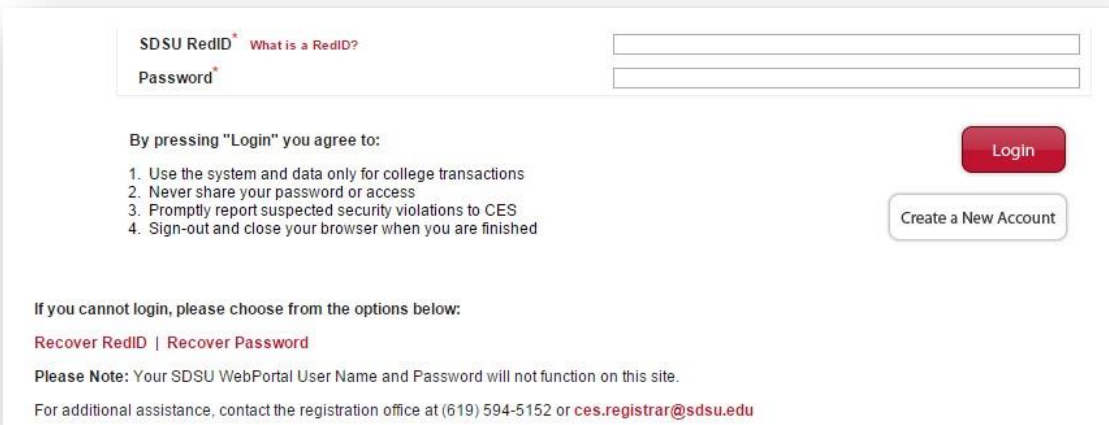 SDSU RedID* What is a RedID?
Password*
By pressing "Login" you agree to:
Login
1. Use the system and data only for college transactions
2. Never share your password or access
3. Promptly report suspected security violations to CES
4. Sign-out and close your browser when you are finished
Create a New Account
If you cannot login, please choose from the options below:
Recover RedID | Recover Password
Please Note: Your SDSU WebPortal User Name and Password will not function on this site.
For additional assistance, contact the registration office at (619) 594-5152 or ces.registrar@sdsu.edu